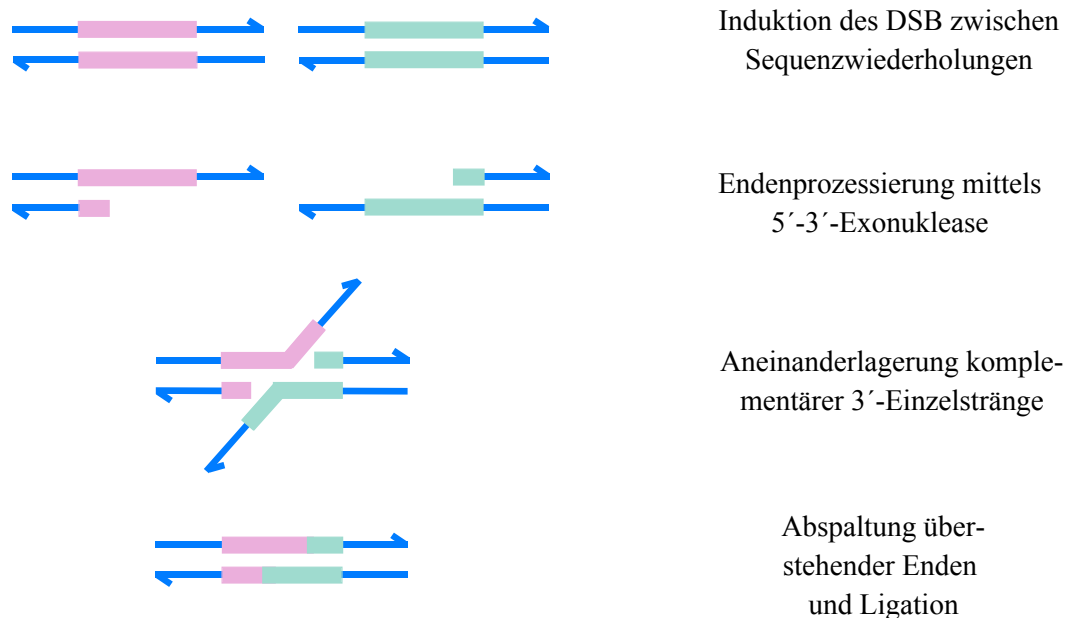 Induktion des DSB zwischen
Sequenzwiederholungen
Endenprozessierung mittels
5´-3´-Exonuklease
Aneinanderlagerung komple-
mentärer 3´-Einzelstränge
Abspaltung über-
stehender Enden
und Ligation